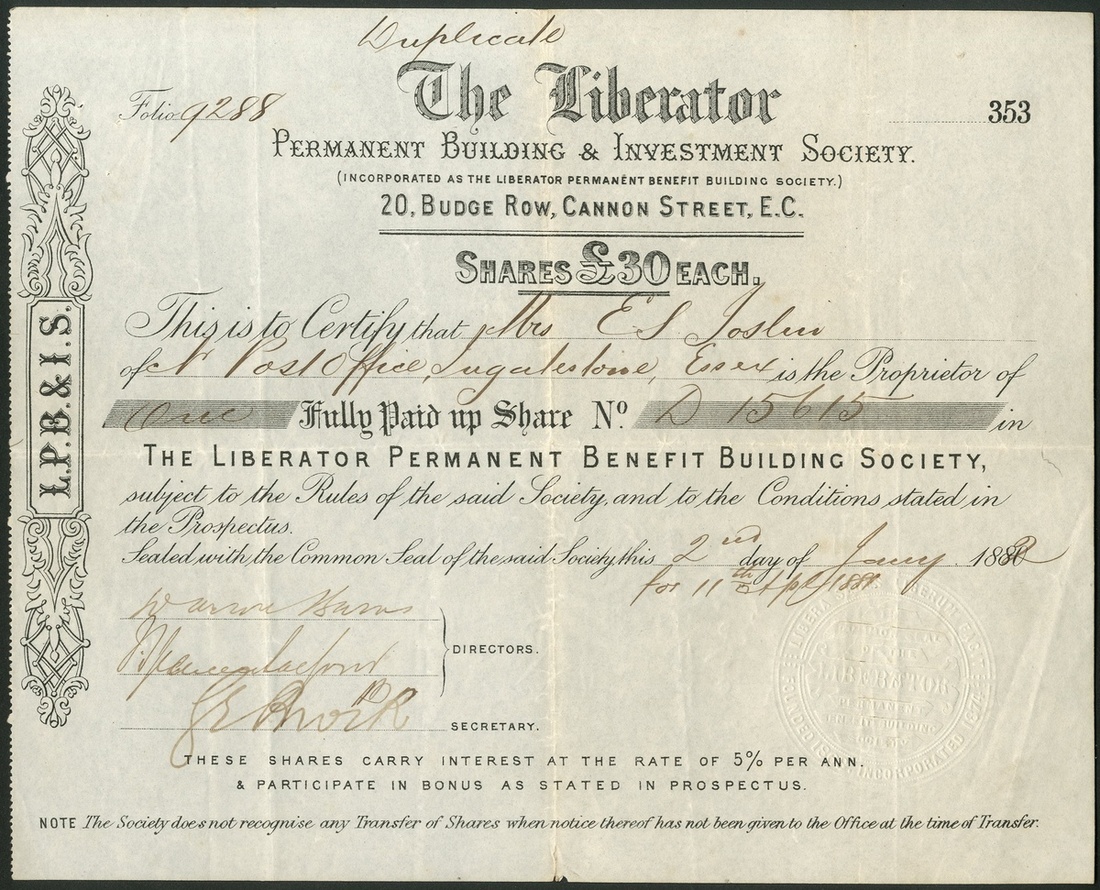 Duplicate
Folio 9288
The Liberator
353
PERMANENT BUILDING & INVESTMENT SOCIETY.
(INCORPORATED AS THE LIBERATOR PERMANENT BENEFIT BUILDING SOCIETY.)
20, BUDGE ROW, CANNON STREET, E.C.
SHARES £30 EACH.
L.P.B. & I.S.
This is to Certify that Mrs E S Joslin
of Post Office, Ingatestone, Essex is the Proprietor of
One Fully Paid up Share No. D 15615 in
THE LIBERATOR PERMANENT BENEFIT BUILDING SOCIETY,
subject to the Rules of the said Society, and to the Conditions stated in
the Prospectus.
Sealed with the Common Seal of the said Society, this 2nd day of Jany 188
for 11th
DIRECTORS.
SECRETARY.
LIBERATOR
PERMANENT
INCORPORATED 1874
THESE SHARES CARRY INTEREST AT THE RATE OF 5% PER ANN.
& PARTICIPATE IN BONUS AS STATED IN PROSPECTUS.
NOTE The Society does not recognise any Transfer of Shares when notice thereof has not been given to the Office at the time of Transfer.